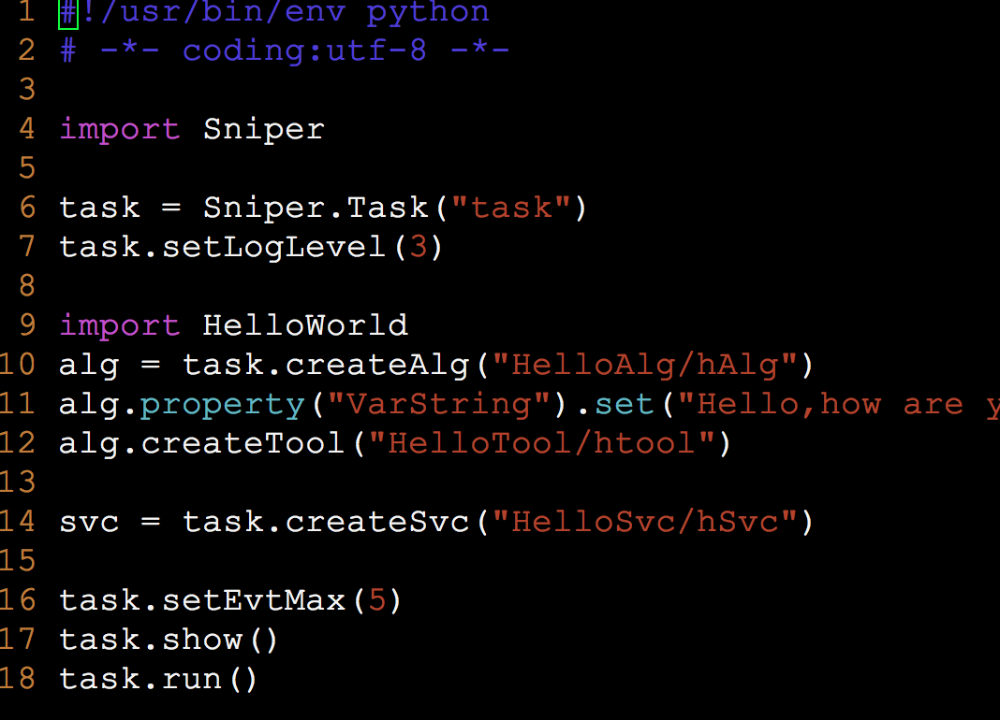 1 #!/usr/bin/env python
2 # -*- coding:utf-8 -*-
3
4 import Sniper
5
6 task = Sniper.Task("task")
7 task.setLogLevel(3)
8
9 import HelloWorld
10 alg = task.createAlg("HelloAlg/hAlg")
11 alg.property("VarString").set("Hello,how are
12 alg.createTool("HelloTool/htool")
13
14 svc = task.createSvc("HelloSvc/hSvc")
15
16 task.setEvtMax(5)
17 task.show()
18 task.run()